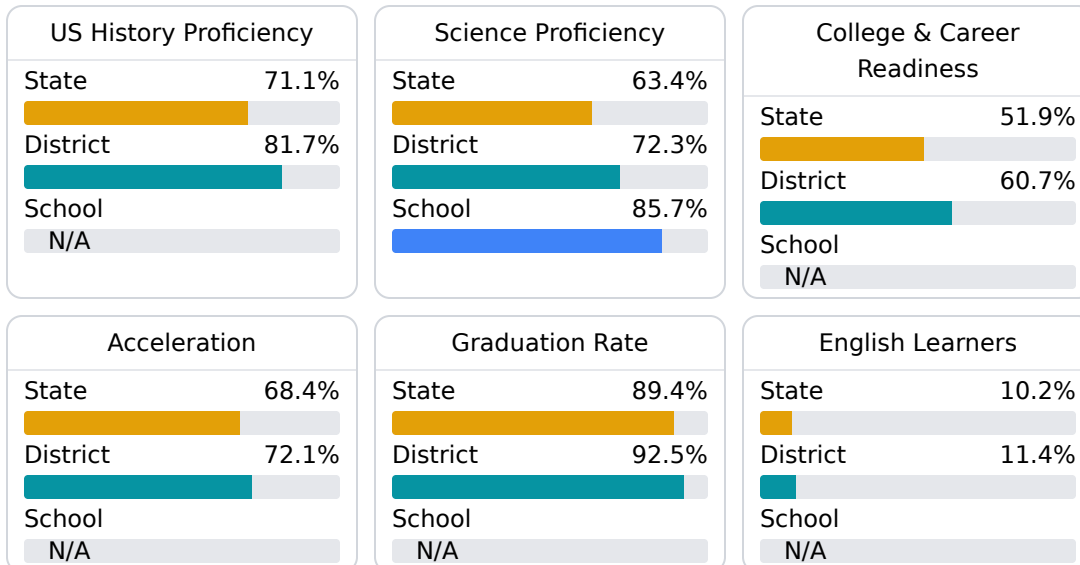 US History Proficiency
State 71.1%
District 81.7%
School
N/A
Science Proficiency
State 63.4%
District 72.3%
School 85.7%
College & Career
Readiness
State 51.9%
District 60.7%
School
N/A
Acceleration
State 68.4%
District 72.1%
School
N/A
Graduation Rate
State 89.4%
District 92.5%
School
N/A
English Learners
State 10.2%
District 11.4%
School
N/A